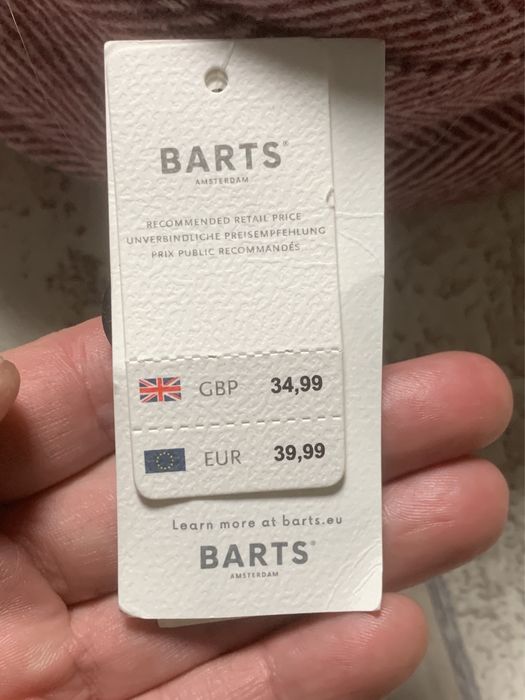 BARTS®
AMSTERDAM
RECOMMENDED RETAIL PRICE
UNVERBINDLICHE PREISEMPFEHLUNG
PRIX PUBLIC RECOMMANDÉS
GBP 34,99
EUR 39,99
Learn more at barts.eu
BARTS®
AMSTERDAM